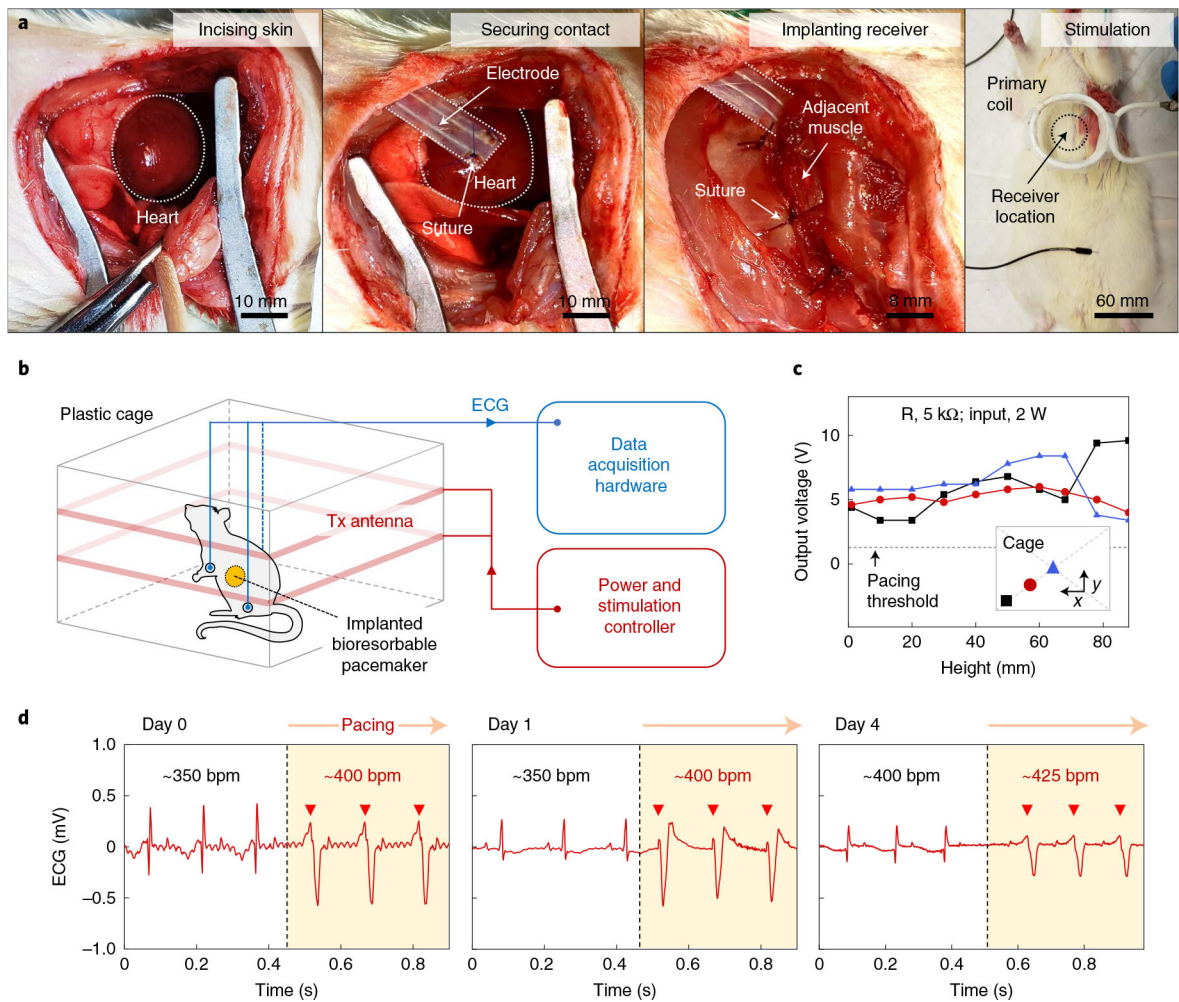 a
Incising skin
Heart
10 mm
Securing contact
Electrode
Heart
Suture
10 mm
Implanting receiver
Adjacent
muscle
Suture
8 mm
Stimulation
Primary
coil
Receiver
location
60 mm
b
Plastic cage
ECG
Data
acquisition
hardware
Tx antenna
Power and
stimulation
controller
Implanted
bioresorbable
pacemaker
c
R, 5 kΩ; input, 2 W
Output voltage (V)
10
5
0
Pacing
threshold
Cage
y
x
0
20
40
60
80
Height (mm)
d
Day 0
Pacing
Day 1
Day 4
ECG (mV)
1.0
0.5
0
–0.5
–1.0
~350 bpm
~400 bpm
~350 bpm
~400 bpm
~400 bpm
~425 bpm
0
0.2
0.4
0.6
0.8
Time (s)
0
0.2
0.4
0.6
0.8
Time (s)
0
0.2
0.4
0.6
0.8
Time (s)